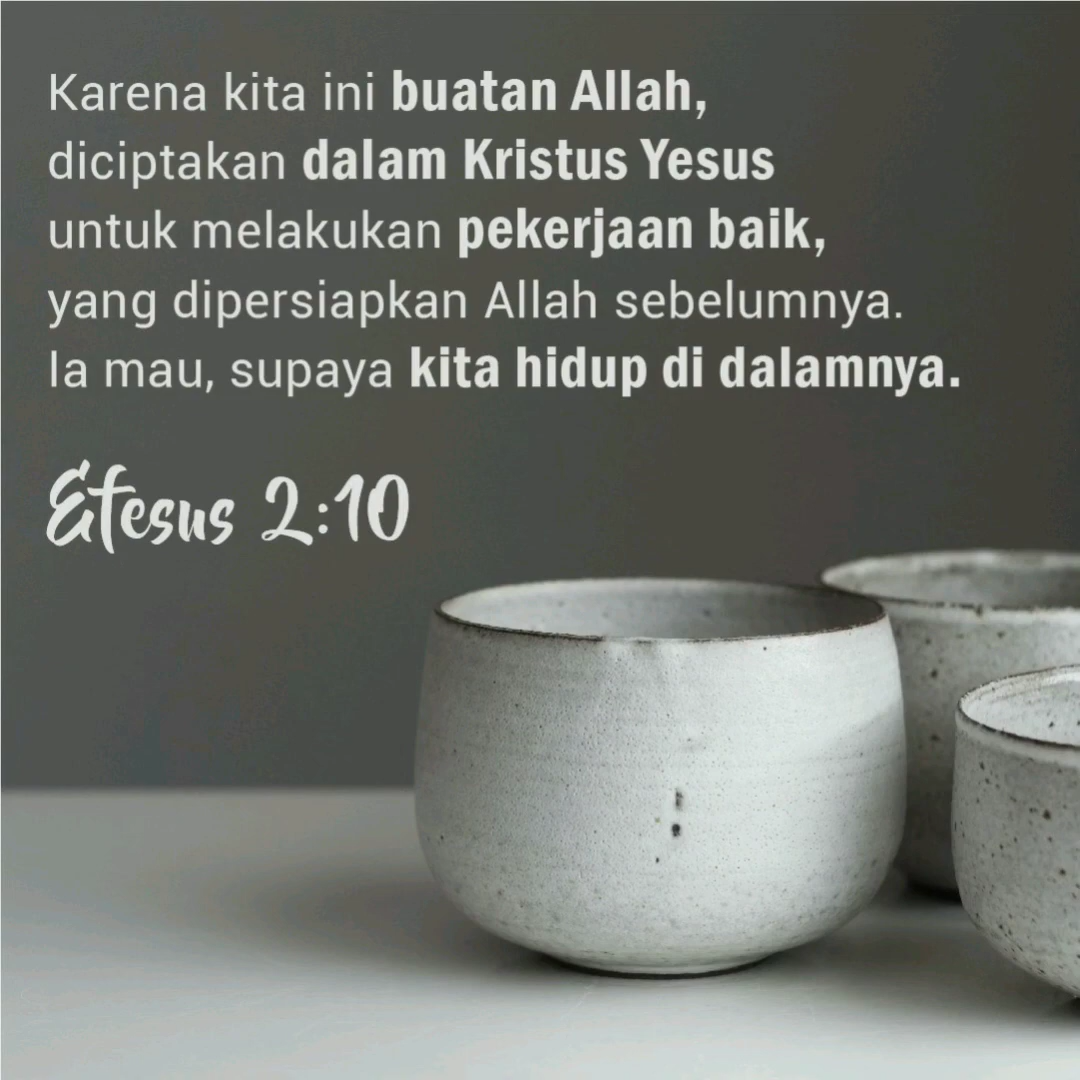 Karena kita ini buatan Allah,
diciptakan dalam Kristus Yesus
untuk melakukan pekerjaan baik,
yang dipersiapkan Allah sebelumnya.
Ia mau, supaya kita hidup di dalamnya.
Efesus 2:10